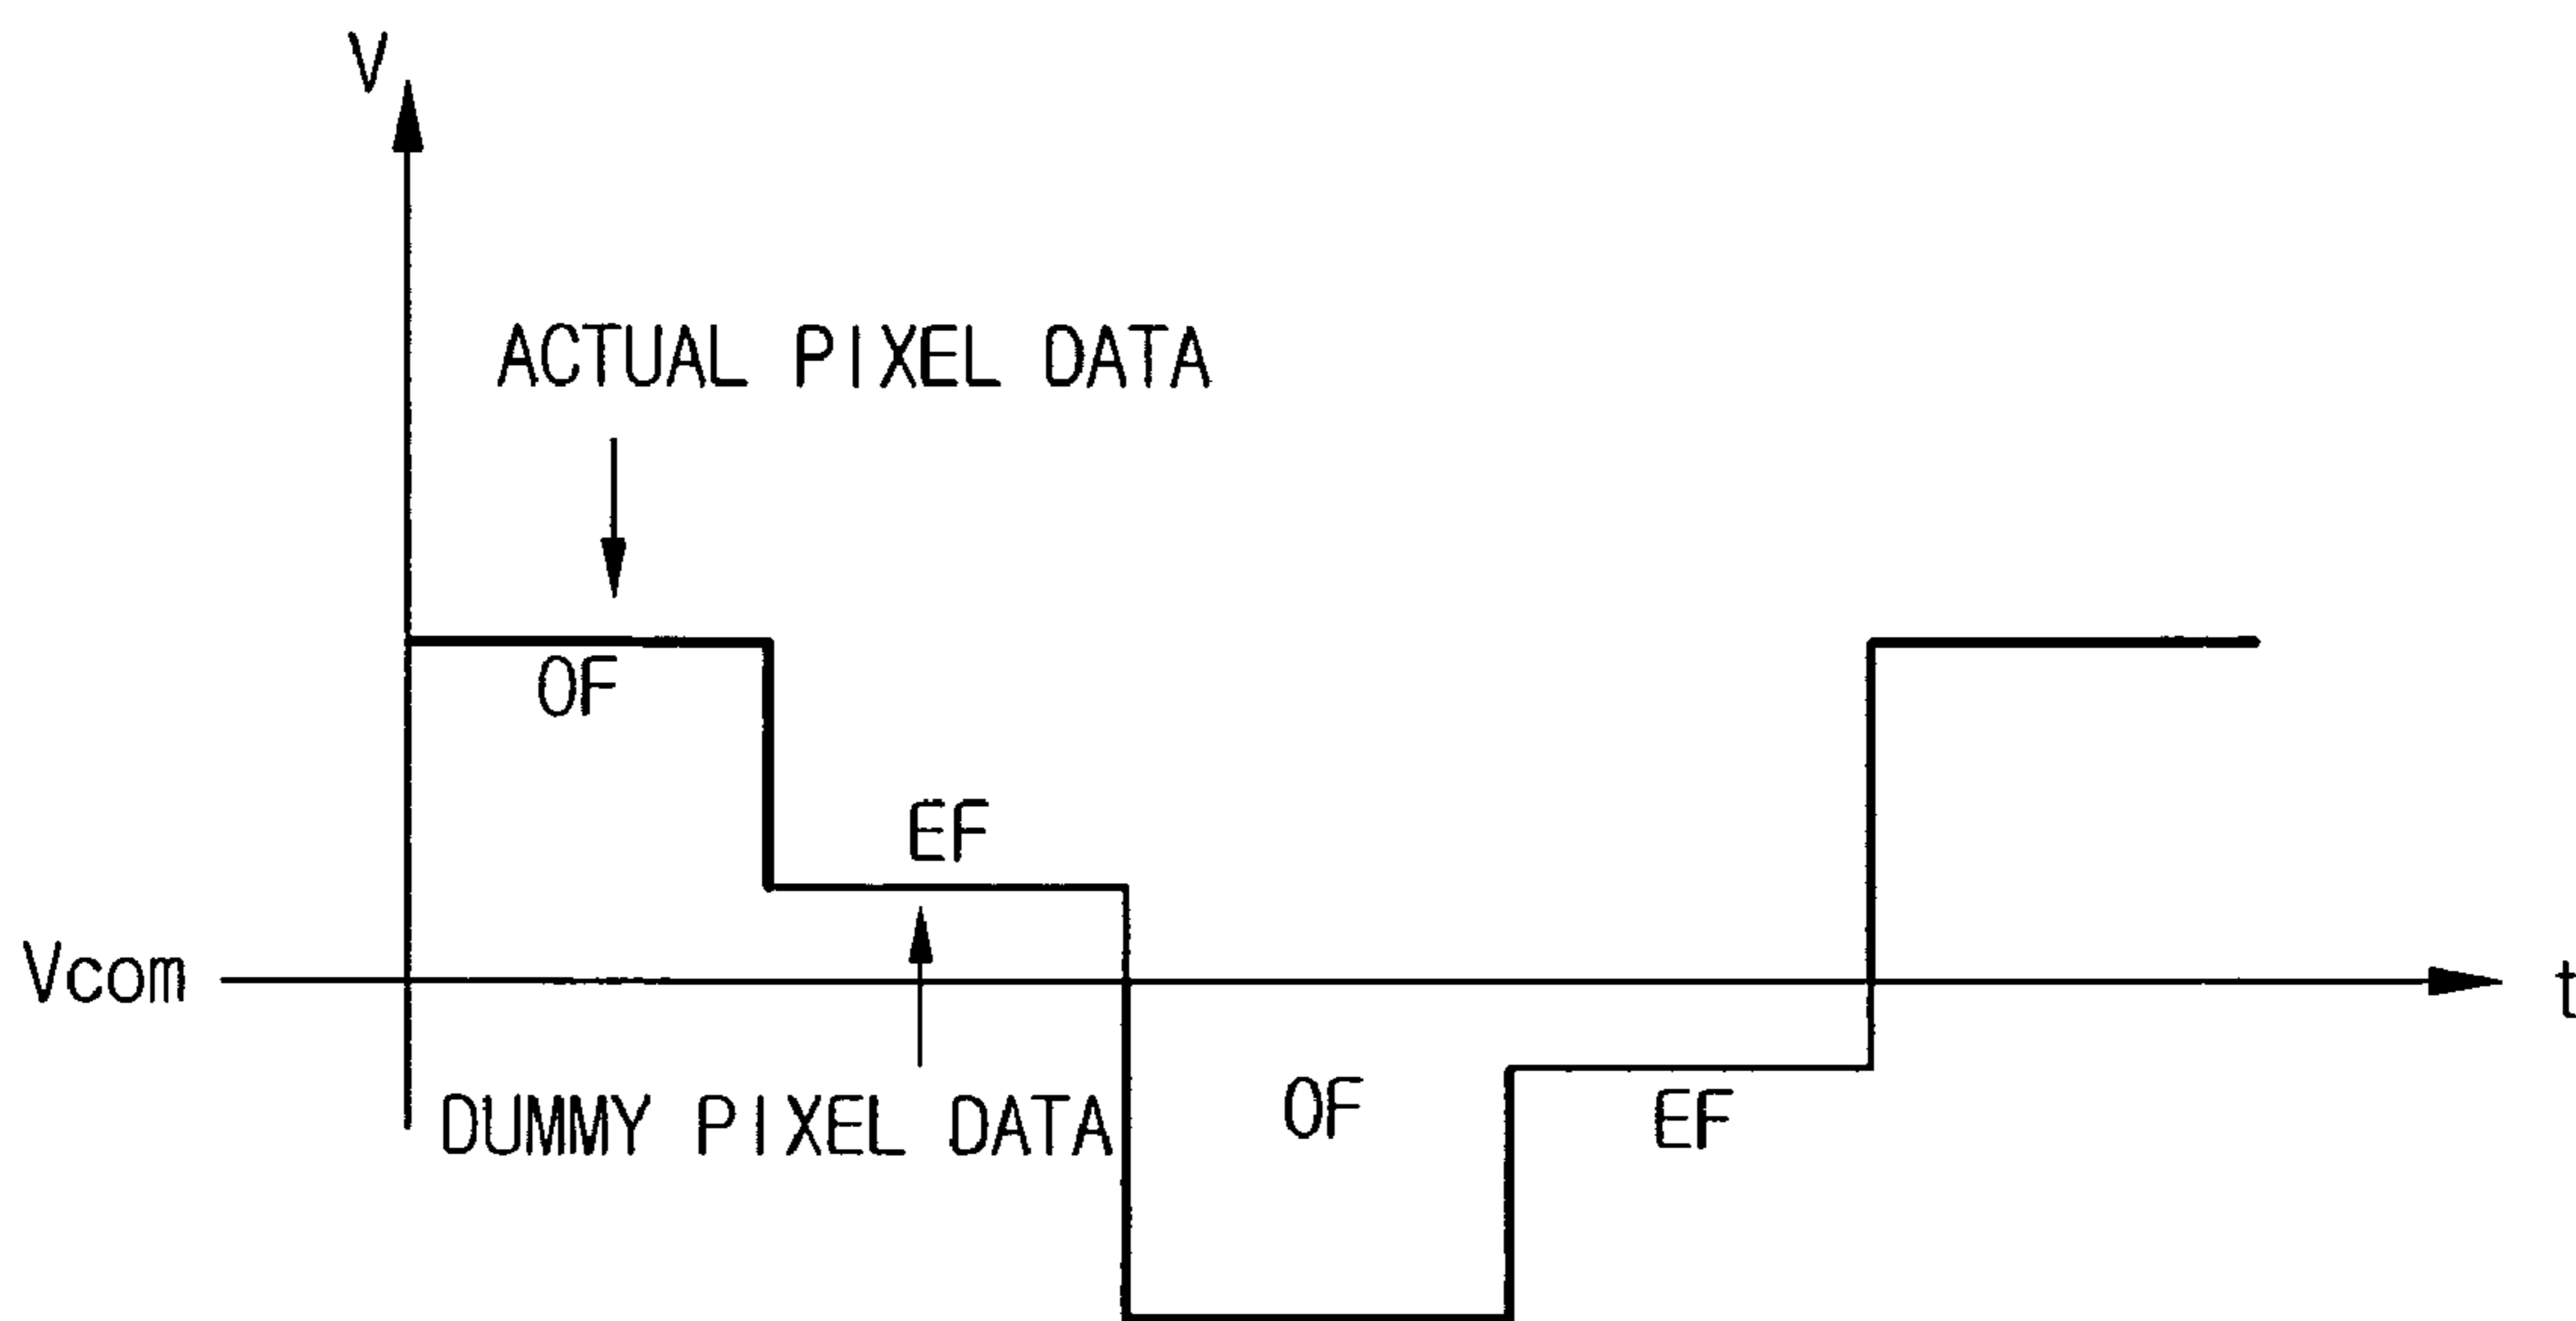 V
ACTUAL PIXEL DATA
OF
EF
Vcom
t
DUMMY PIXEL DATA
OF
EF